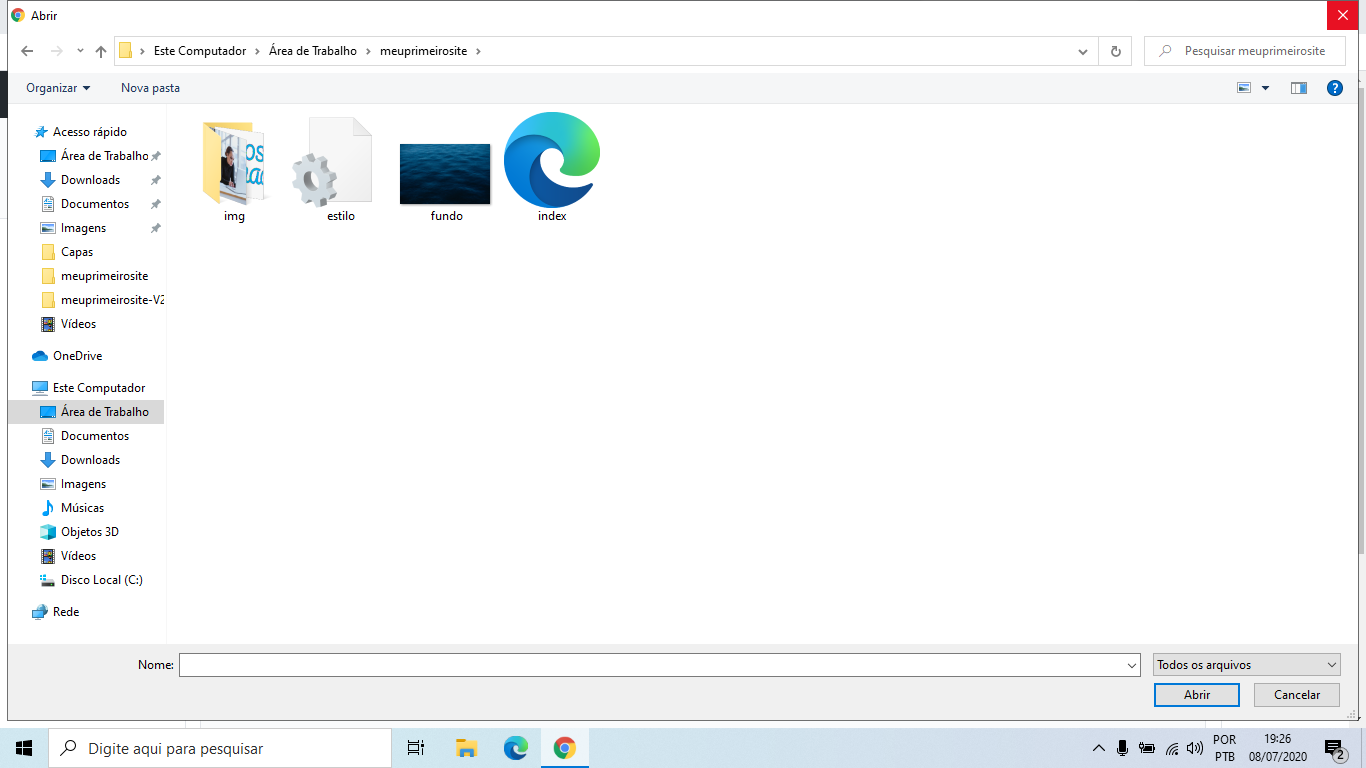 Abrir
Este Computador
Área de Trabalho
meuprimeirosite
Pesquisar meuprimeirosite
Organizar
Nova pasta
Acesso rápido
Área de Trabalho
Downloads
Documentos
Imagens
Capas
meuprimeirosite
meuprimeirosite-V2
Vídeos
OneDrive
Este Computador
Área de Trabalho
Documentos
Downloads
Imagens
Músicas
Objetos 3D
Vídeos
Disco Local (C:)
Rede
img
estilo
fundo
index
Nome:
Todos os arquivos
Abrir
Cancelar
Digite aqui para pesquisar
POR
PTB
19:26
08/07/2020
2